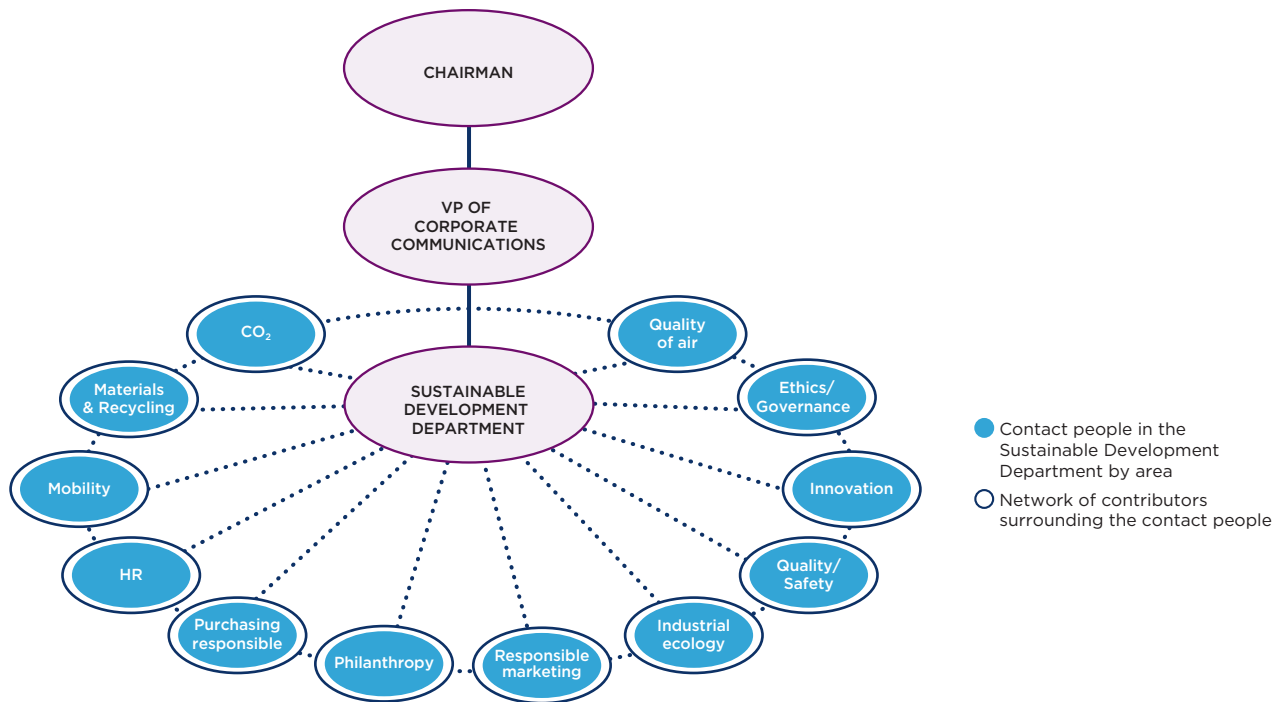 CHAIRMAN
VP OF
CORPORATE
COMMUNICATIONS
CO₂
Quality
of air
Materials
& Recycling
SUSTAINABLE
DEVELOPMENT
DEPARTMENT
Ethics/
Governance
Mobility
Innovation
HR
Quality/
Safety
Purchasing
responsible
Industrial
ecology
Philanthropy
Responsible
marketing
Contact people in the
Sustainable Development
Department by area
Network of contributors
surrounding the contact people